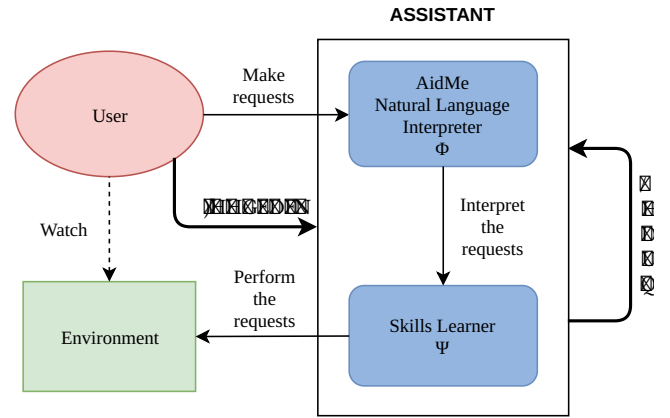 ASSISTANT
User
Make
requests
AidMe
Natural Language
Interpreter
Φ
Watch
Interpret
the
requests
Perform
the
requests
Environment
Skills Learner
Ψ